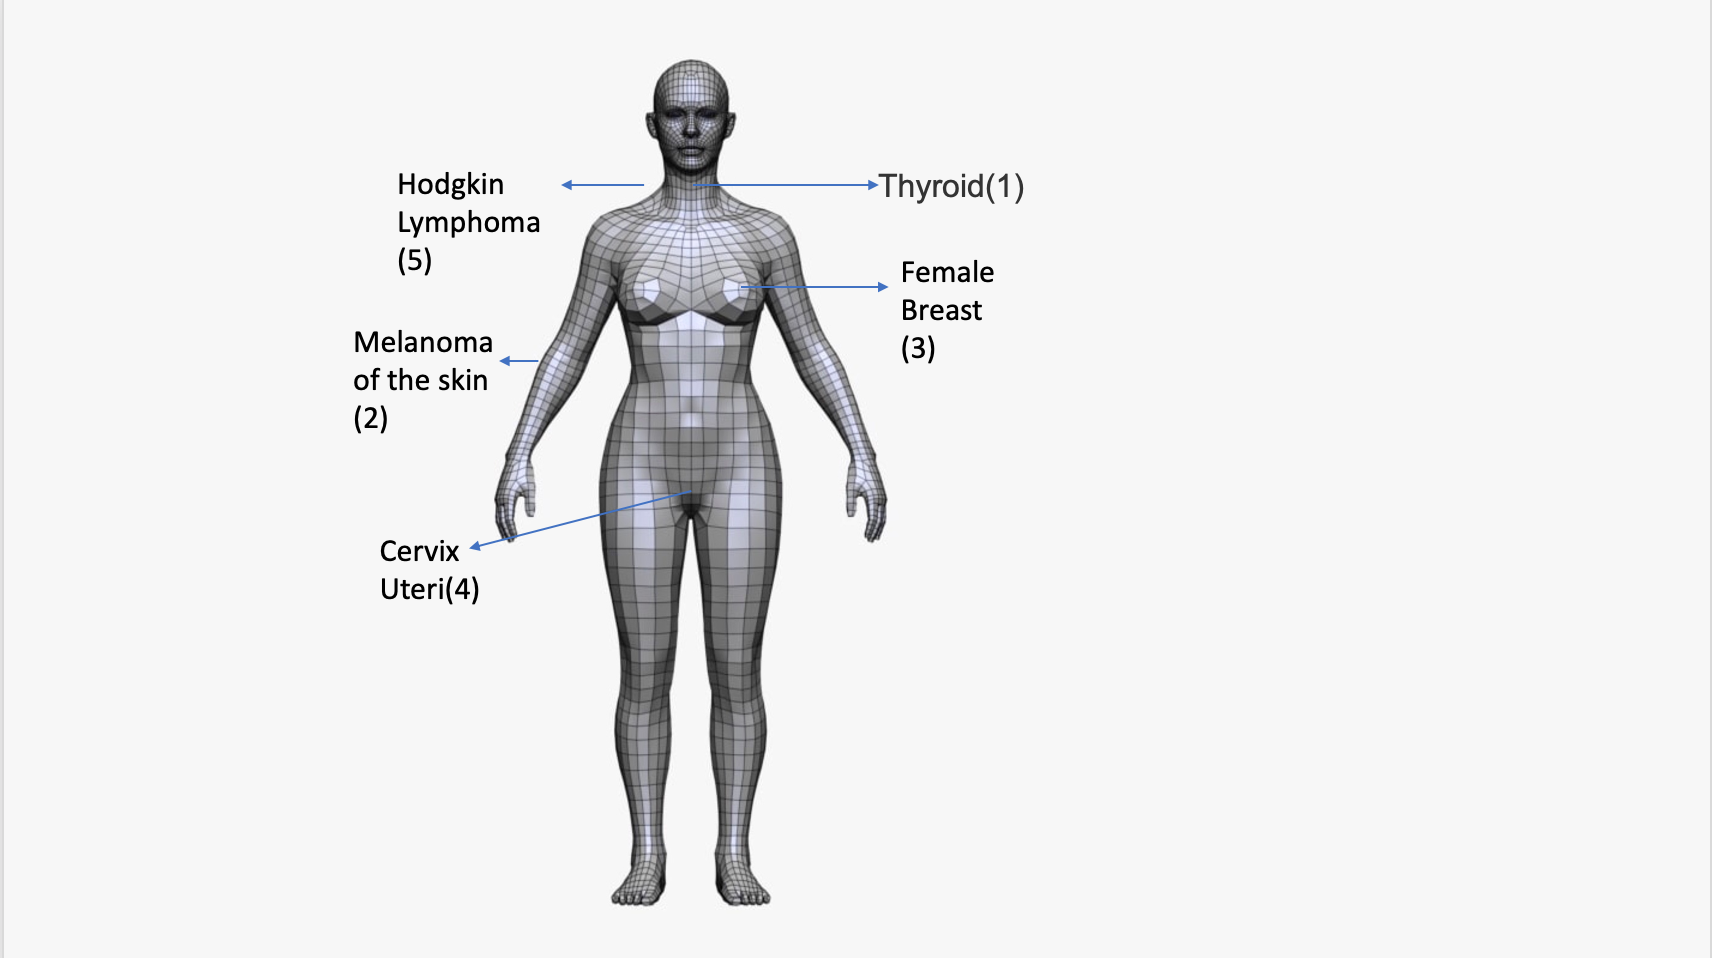 Hodgkin
Lymphoma
(5)
Thyroid(1)
Female
Breast
(3)
Melanoma
of the skin
(2)
Cervix
Uteri(4)